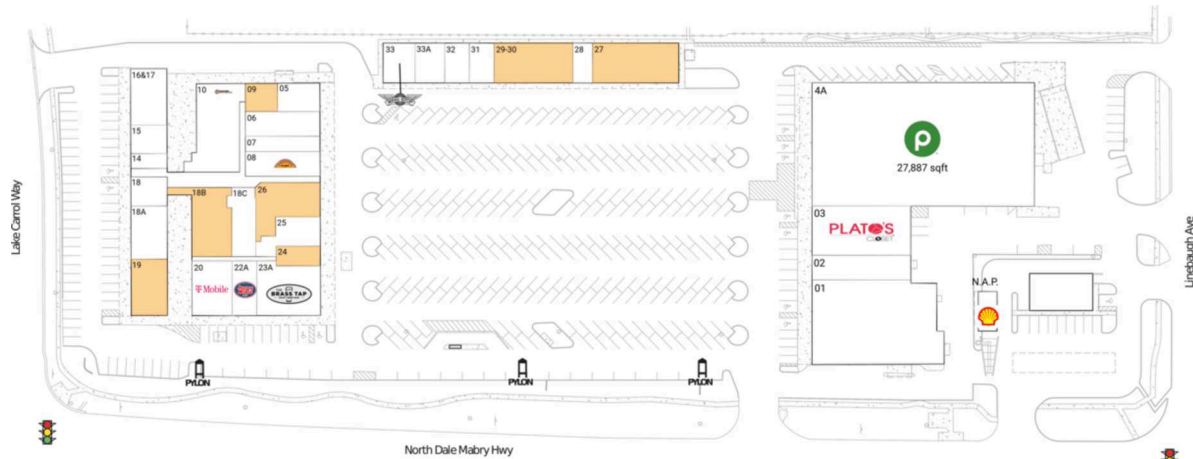 33
33A
32
31
29-30
28
27
16&17
10
09
05
4A
06
15
07
14
08
p
27,887 sqft
18
18B
18C
26
18A
03
25
PLATO'S
CLOSET
24
19
20
22A
23A
02
T Mobile
BRASS TAP
01
N.A.P.
PYLON
PYLON
PYLON
Lake Carrol Way
Linebaugh Ave
North Dale Mabry Hwy